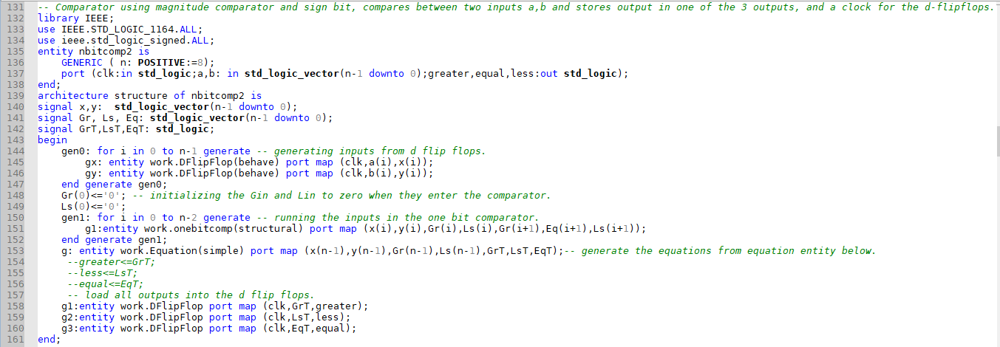 131 -- Comparator using magnitude comparator and sign bit, compares between two inputs a,b and stores output in one of the 3 outputs, and a clock for the d-flipflops.
132 library IEEE;
133 use IEEE.STD_LOGIC_1164.ALL;
134 use ieee.std_logic_signed.ALL;
135 entity nbitcomp2 is
136     GENERIC ( n: POSITIVE:=8);
137     port (clk:in std_logic;a,b: in std_logic_vector(n-1 downto 0);greater,equal,less:out std_logic);
138 end;
139 architecture structure of nbitcomp2 is
140 signal x,y:  std_logic_vector(n-1 downto 0);
141 signal Gr, Ls, Eq: std_logic_vector(n-1 downto 0);
142 signal GrT,LsT,EqT: std_logic;
143 begin
144     gen0: for i in 0 to n-1 generate -- generating inputs from d flip flops.
145         gx: entity work.DFlipFlop(behave) port map (clk,a(i),x(i));
146         gy: entity work.DFlipFlop(behave) port map (clk,b(i),y(i));
147     end generate gen0;
148     Gr(0)<='0'; -- initializing the Gin and Lin to zero when they enter the comparator.
149     Ls(0)<='0';
150     gen1: for i in 0 to n-2 generate -- running the inputs in the one bit comparator.
151         g1:entity work.onebitcomp(structural) port map (x(i),y(i),Gr(i),Ls(i),Gr(i+1),Eq(i+1),Ls(i+1));
152     end generate gen1;
153     g: entity work.Equation(simple) port map (x(n-1),y(n-1),Gr(n-1),Ls(n-1),GrT,LsT,EqT);-- generate the equations from equation entity below.
154      --greater<=GrT;
155      --less<=LsT;
156      --equal<=EqT;
157      -- load all outputs into the d flip flops.
158     g1:entity work.DFlipFlop port map (clk,GrT,greater);
159     g2:entity work.DFlipFlop port map (clk,LsT,less);
160     g3:entity work.DFlipFlop port map (clk,EqT,equal);
161 end;